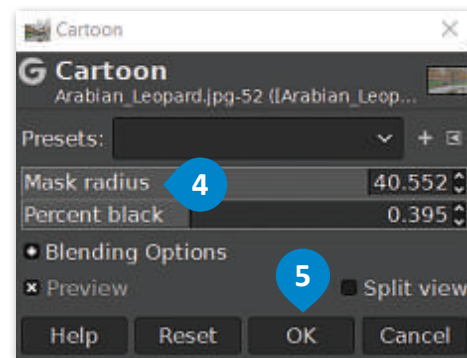 Cartoon
G Cartoon
Arabian_Leopard.jpg-52 ([Arabian_Leop...
Presets:
Mask radius 4 40.552
Percent black 0.395
Blending Options
5
Preview Split view
Help Reset OK Cancel